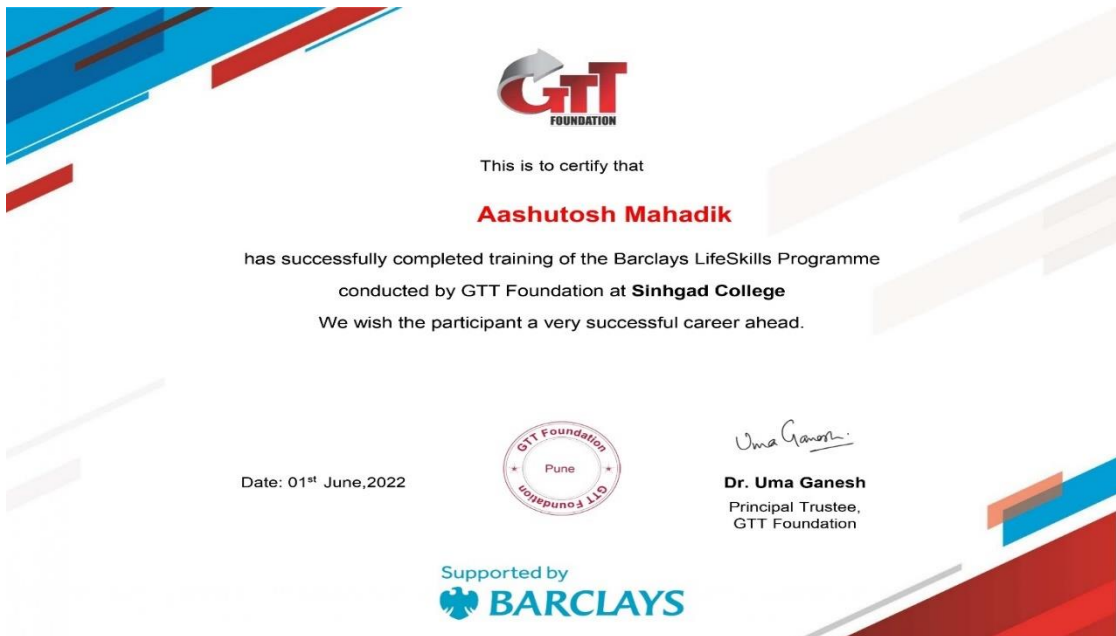 GTT
FOUNDATION
This is to certify that
Aashutosh Mahadik
has successfully completed training of the Barclays LifeSkills Programme
conducted by GTT Foundation at Sinhgad College
We wish the participant a very successful career ahead.
Date: 01st June,2022
GTT Foundation
Pune
GTT Foundation
Uma Ganesh
Dr. Uma Ganesh
Principal Trustee,
GTT Foundation
Supported by
BARCLAYS